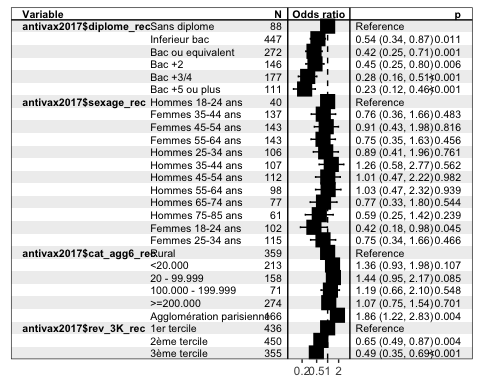 Variable N Odds ratio p
antivax2017$diplome_rec Sans diplome 88 Reference
Inferieur bac 447 0.54 (0.34, 0.87) 0.011
Bac ou equivalent 272 0.42 (0.25, 0.71) 0.001
Bac +2 146 0.45 (0.25, 0.80) 0.006
Bac +3/4 177 0.28 (0.16, 0.51) <0.001
Bac +5 ou plus 111 0.23 (0.12, 0.46) <0.001
antivax2017$sexage_rec Hommes 18-24 ans 40 Reference
Femmes 35-44 ans 137 0.76 (0.36, 1.66) 0.483
Femmes 45-54 ans 143 0.91 (0.43, 1.98) 0.816
Femmes 55-64 ans 143 0.75 (0.35, 1.63) 0.456
Hommes 25-34 ans 106 0.89 (0.41, 1.96) 0.761
Hommes 35-44 ans 107 1.26 (0.58, 2.77) 0.562
Hommes 45-54 ans 112 1.01 (0.47, 2.22) 0.982
Hommes 55-64 ans 98 1.03 (0.47, 2.32) 0.939
Hommes 65-74 ans 77 0.77 (0.33, 1.80) 0.544
Hommes 75-85 ans 61 0.59 (0.25, 1.42) 0.239
Femmes 18-24 ans 102 0.42 (0.18, 0.98) 0.045
Femmes 25-34 ans 115 0.75 (0.34, 1.66) 0.466
antivax2017$cat_agg6_rec Rural 359 Reference
<20.000 213 1.36 (0.93, 1.98) 0.107
20 - 99.999 158 1.44 (0.95, 2.17) 0.085
100.000 - 199.999 71 1.19 (0.66, 2.10) 0.548
>=200.000 274 1.07 (0.75, 1.54) 0.701
Agglomération parisienne 166 1.86 (1.22, 2.83) 0.004
antivax2017$rev_3K_rec 1er tercile 436 Reference
2ème tercile 450 0.65 (0.49, 0.87) 0.004
3ème tercile 355 0.49 (0.35, 0.69) <0.001
0.2 0.5 1 2